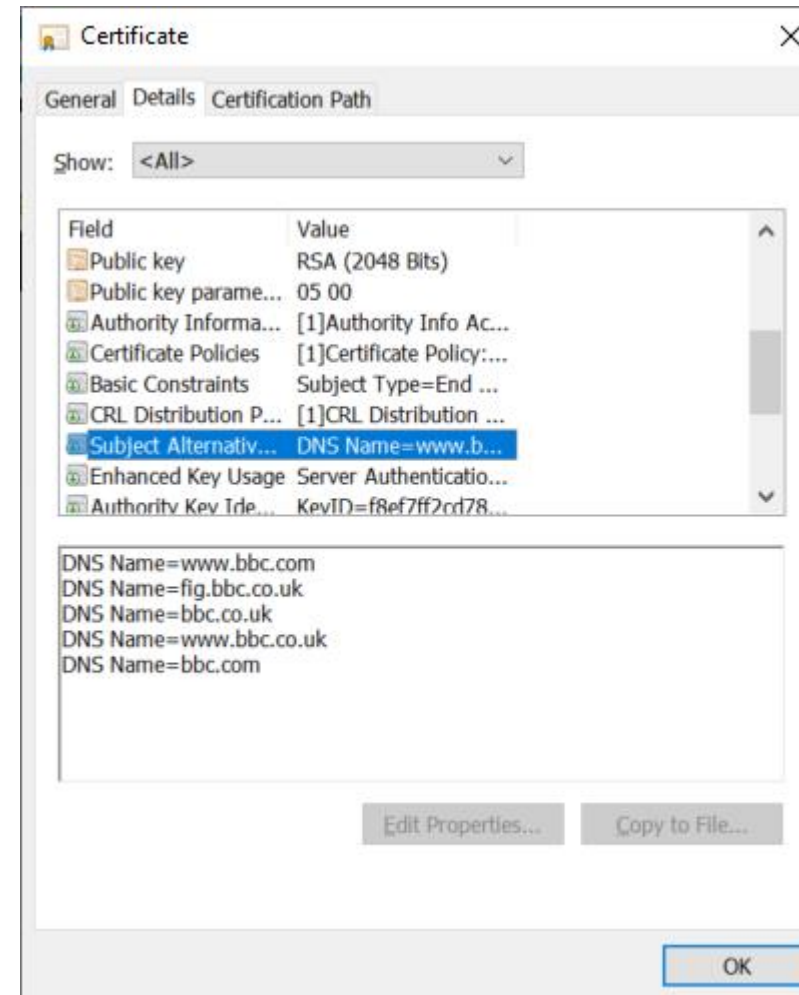 Certificate
General Details Certification Path
Show: <All>
Field Value
Public key RSA (2048 Bits)
Public key parame... 05 00
Authority Informa... [1]Authority Info Ac...
Certificate Policies [1]Certificate Policy:...
Basic Constraints Subject Type=End ...
CRL Distribution P... [1]CRL Distribution ...
Subject Alternativ... DNS Name=www.b...
Enhanced Key Usage Server Authenticatio...
Authority Key Ide... KeyID=f8ef7ff2cd78...
DNS Name=www.bbc.com
DNS Name=fig.bbc.co.uk
DNS Name=bbc.co.uk
DNS Name=www.bbc.co.uk
DNS Name=bbc.com
Edit Properties... Copy to File...
OK